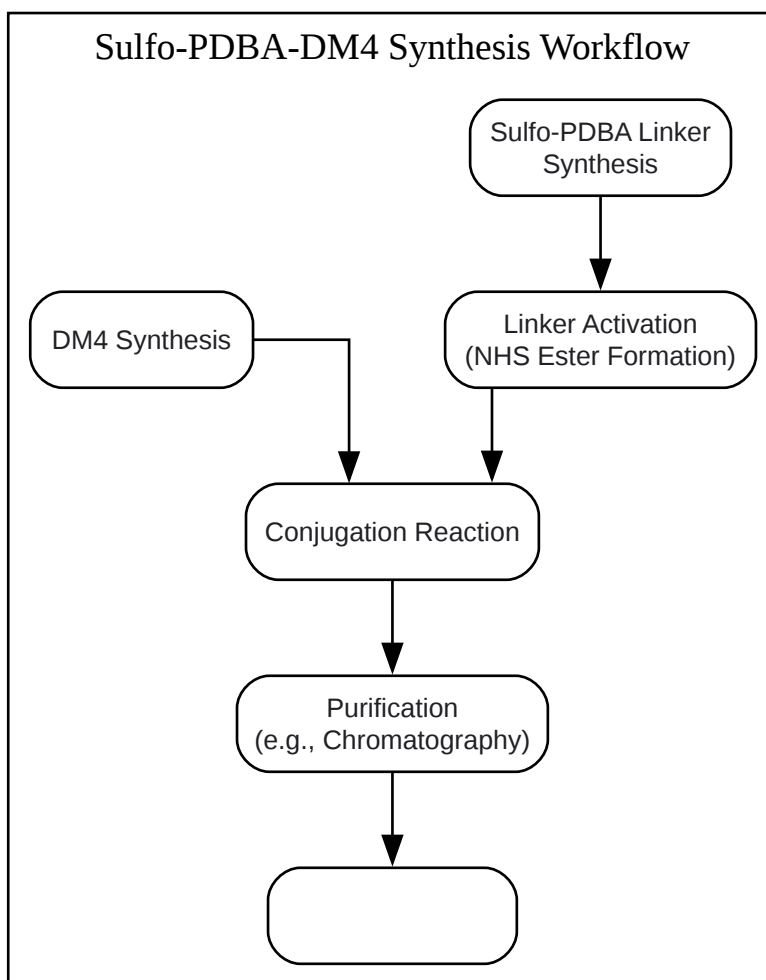 Sulfo-PDBA-DM4 Synthesis Workflow
Sulfo-PDBA Linker
Synthesis
DM4 Synthesis
Linker Activation
(NHS Ester Formation)
Conjugation Reaction
Purification
(e.g., Chromatography)